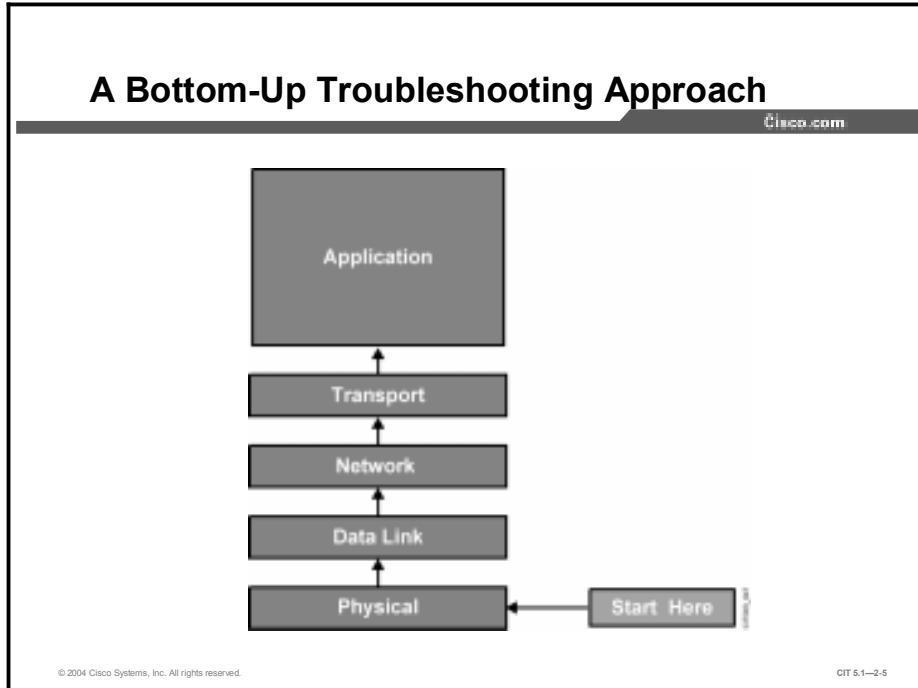 A Bottom-Up Troubleshooting Approach
Cisco.com
Application
Transport
Network
Data Link
Physical
Start Here
© 2004 Cisco Systems, Inc. All rights reserved.
CIT 5.1—2-5